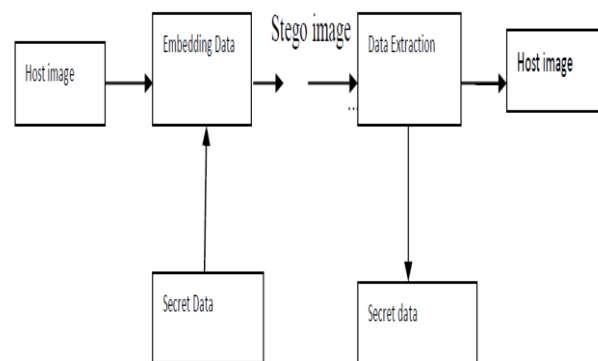 Host image
Embedding Data
Stego image
...
Data Extraction
Host image
Secret Data
Secret data